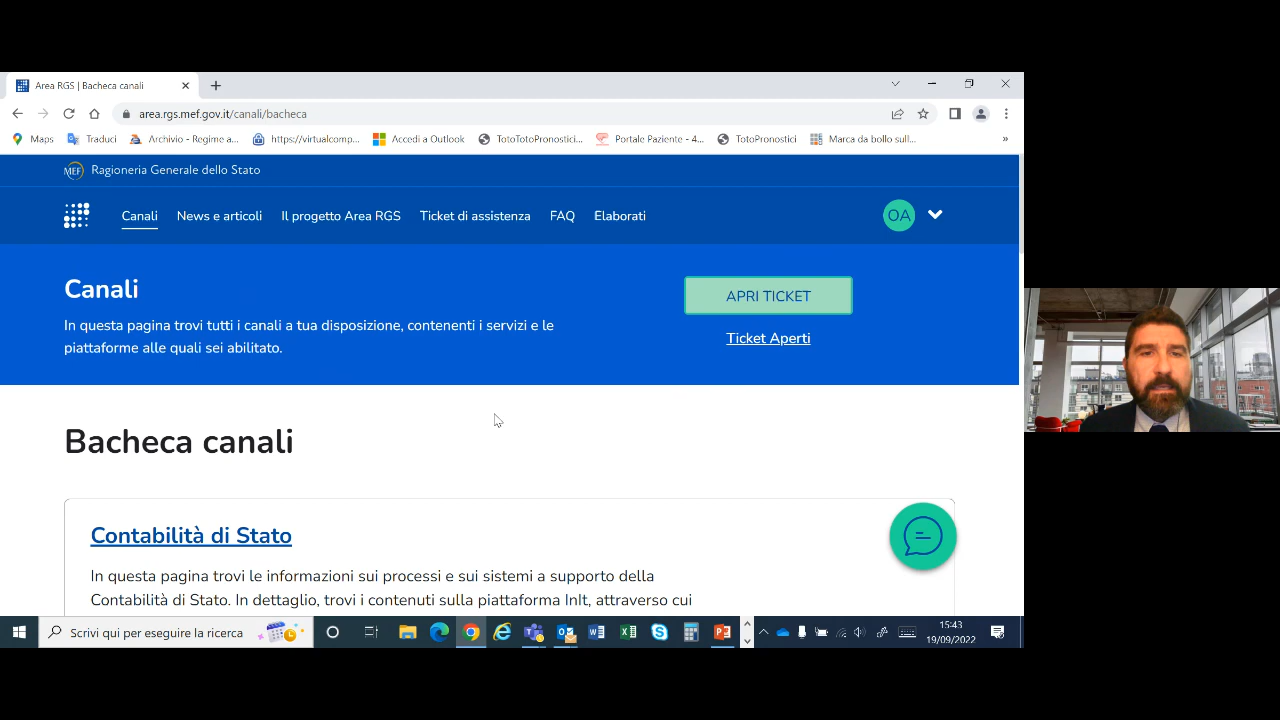 Area RGS | Bacheca canali
area.rgs.mef.gov.it/canali/bacheca
Maps
Traduci
Archivio - Regime a...
https://virtualcomp...
Accedi a Outlook
TotoTotoPronostici...
Portale Paziente - 4...
TotoPronostici
Marca da bollo sull...
»
MEF Ragioneria Generale dello Stato
Canali
News e articoli
Il progetto Area RGS
Ticket di assistenza
FAQ
Elaborati
OA
Canali
In questa pagina trovi tutti i canali a tua disposizione, contenenti i servizi e le
piattaforme alle quali sei abilitato.
APRI TICKET
Ticket Aperti
Bacheca canali
Contabilità di Stato
In questa pagina trovi le informazioni sui processi e sui sistemi a supporto della
Contabilità di Stato. In dettaglio, trovi i contenuti sulla piattaforma InIt, attraverso cui
Scrivi qui per eseguire la ricerca
15:43
19/09/2022